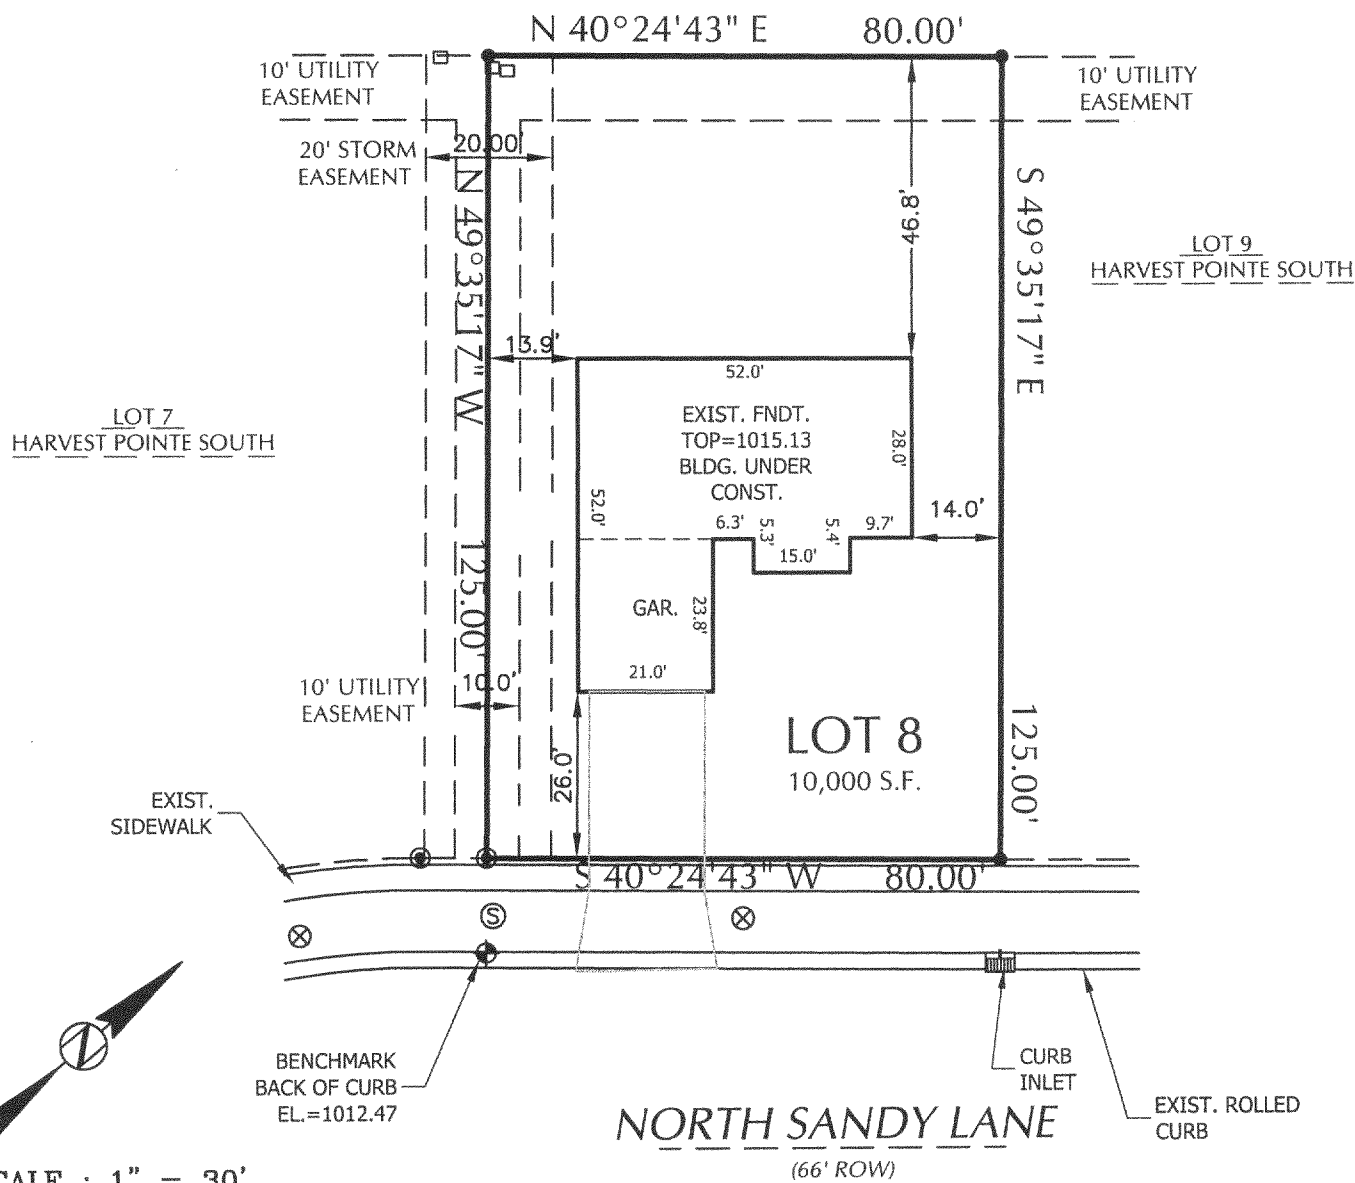 N 40°24'43" E 80.00'
10' UTILITY
EASEMENT
10' UTILITY
EASEMENT
20' STORM
EASEMENT
20.00'
N 49°35'17" W
125.00'
46.8'
S 49°35'17" E
125.00'
LOT 9
HARVEST POINTE SOUTH
13.9'
52.0'
LOT 7
HARVEST POINTE SOUTH
EXIST. FNDT.
TOP=1015.13
BLDG. UNDER
CONST.
28.0'
52.0'
6.3'
5.3'
15.0'
5.4'
9.7'
14.0'
GAR.
23.8'
21.0'
10' UTILITY
EASEMENT
10.0'
26.0'
LOT 8
10,000 S.F.
EXIST.
SIDEWALK
S 40°24'43" W 80.00'
S
BENCHMARK
BACK OF CURB
EL.=1012.47
CURB
INLET
EXIST. ROLLED
CURB
NORTH SANDY LANE
(66' ROW)
1" = 30'